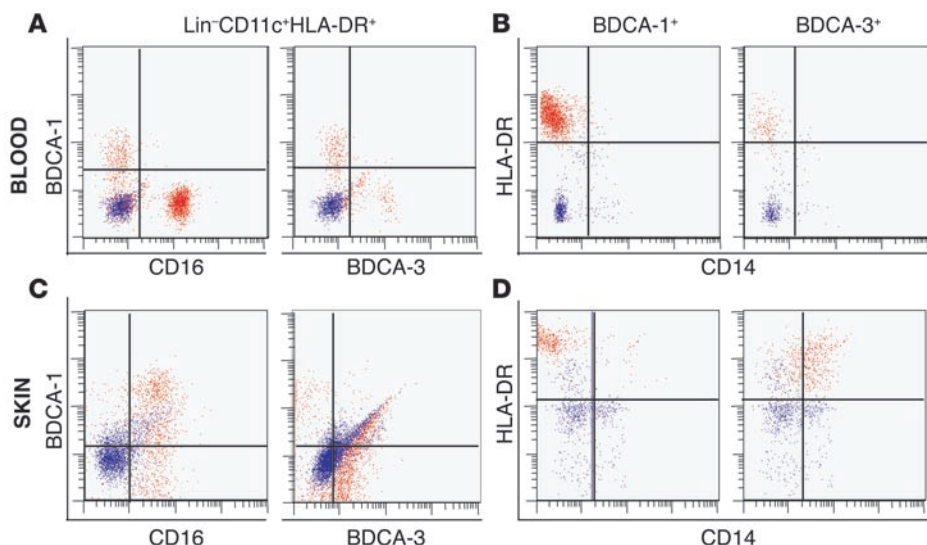 A
Lin⁻CD11c⁺HLA-DR⁺
B
BDCA-1⁺
BDCA-3⁺
BLOOD
BDCA-1
HLA-DR
CD16
BDCA-3
CD14
C
D
SKIN
BDCA-1
HLA-DR
CD16
BDCA-3
CD14